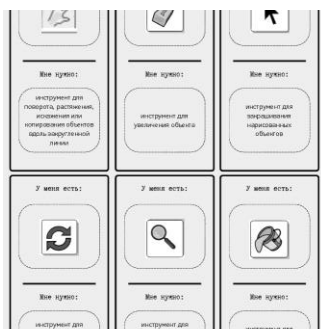 Мне нужно:
Мне нужно:
Мне нужно:
инструмент для
поворота, растяжения,
искажения или
копирования объектов
вдоль закругленной
линии
инструмент для
увеличения объекта
инструмент для
закрашивания
нарисованных
объектов
У меня есть:
У меня есть:
У меня есть:
Мне нужно:
Мне нужно:
Мне нужно:
инструмент для
инструмент для
инструмент для